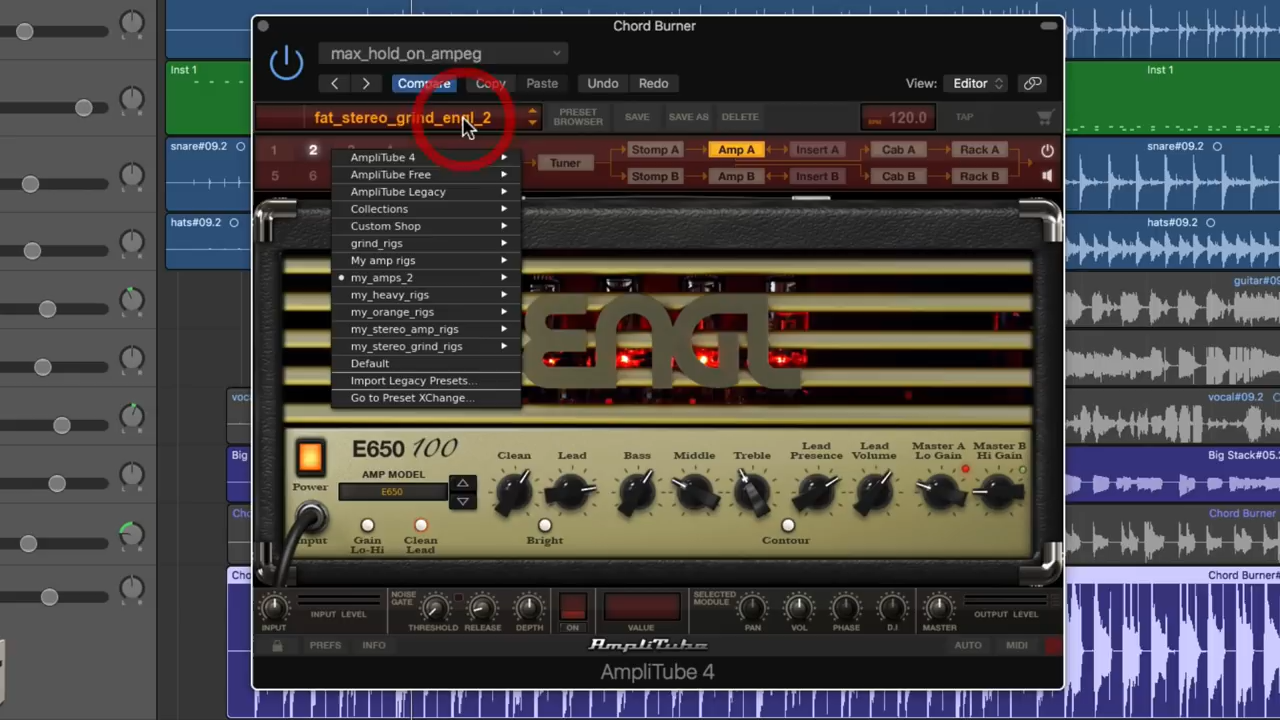 Chord Burner
max_hold_on_ampeg
Compare
Copy
Paste
Undo
Redo
View:
Editor
fat_stereo_grind_engl_2
PRESET
BROWSER
SAVE
SAVE AS
DELETE
BPM 120.0
TAP
1
2
5
6
Tuner
Stomp A
Amp A
Insert A
Cab A
Rack A
Stomp B
Amp B
Insert B
Cab B
Rack B
AmpliTube 4
AmpliTube Free
AmpliTube Legacy
Collections
Custom Shop
grind_rigs
My amp rigs
my_amps_2
my_heavy_rigs
my_orange_rigs
my_stereo_amp_rigs
my_stereo_grind_rigs
Default
Import Legacy Presets...
Go to Preset XChange...
ENGL
E650 100
AMP MODEL
E650
Power
Input
Gain
Lo-Hi
Clean
Lead
Clean
Lead
Bass
Middle
Treble
Lead
Presence
Lead
Volume
Master A
Lo Gain
Master B
Hi Gain
Bright
Contour
INPUT
INPUT LEVEL
NOISE
GATE
THRESHOLD
RELEASE
DEPTH
ON
VALUE
SELECTED
MODULE
PAN
VOL
PHASE
D.I
MASTER
OUTPUT LEVEL
PREFS
INFO
AmpliTube
AUTO
MIDI
AmpliTube 4
Inst 1
snare#09.2
hats#09.2
voc
Big
Cho
Cho
Inst 1
snare#09.2
hats#09.2
guitar#09
vocal#09.2
Big Stack#05.
Chord Burner
Chord Burner#